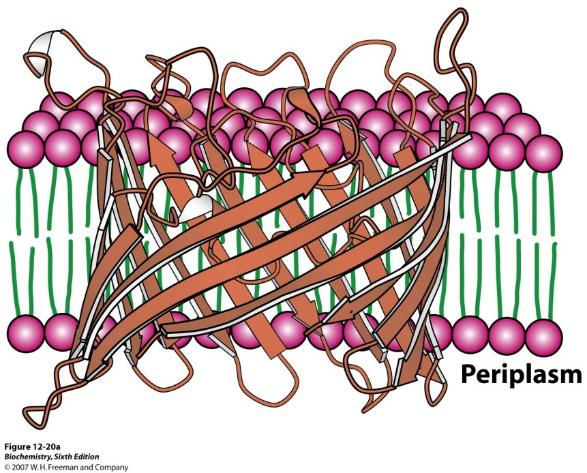 Periplasm
Figure 12-20a
Biochemistry, Sixth Edition
© 2007 W. H. Freeman and Company